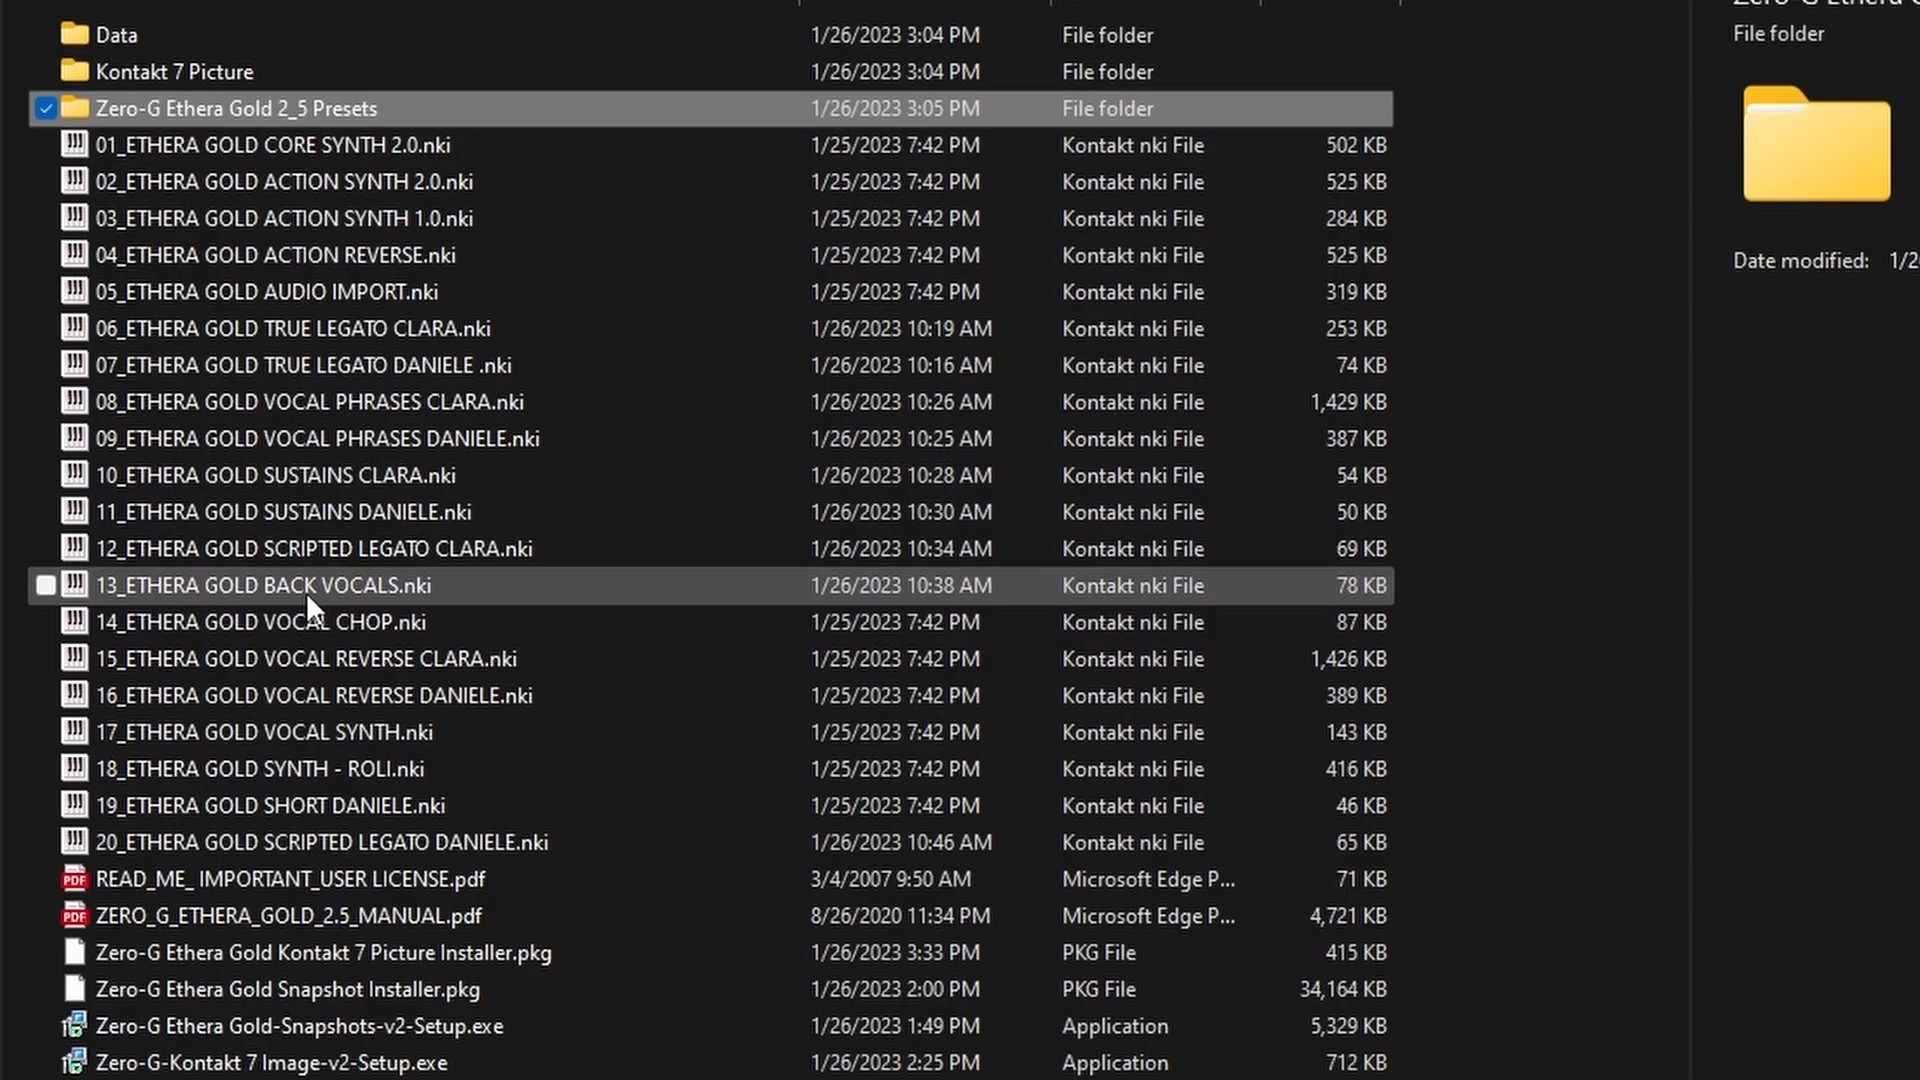 Data 1/26/2023 3:04 PM File folder
Kontakt 7 Picture 1/26/2023 3:04 PM File folder
Zero-G Ethera Gold 2_5 Presets 1/26/2023 3:05 PM File folder
01_ETHERA GOLD CORE SYNTH 2.0.nki 1/25/2023 7:42 PM Kontakt nki File 502 KB
02_ETHERA GOLD ACTION SYNTH 2.0.nki 1/25/2023 7:42 PM Kontakt nki File 525 KB
03_ETHERA GOLD ACTION SYNTH 1.0.nki 1/25/2023 7:42 PM Kontakt nki File 284 KB
04_ETHERA GOLD ACTION REVERSE.nki 1/25/2023 7:42 PM Kontakt nki File 525 KB
05_ETHERA GOLD AUDIO IMPORT.nki 1/25/2023 7:42 PM Kontakt nki File 319 KB
06_ETHERA GOLD TRUE LEGATO CLARA.nki 1/26/2023 10:19 AM Kontakt nki File 253 KB
07_ETHERA GOLD TRUE LEGATO DANIELE .nki 1/26/2023 10:16 AM Kontakt nki File 74 KB
08_ETHERA GOLD VOCAL PHRASES CLARA.nki 1/26/2023 10:26 AM Kontakt nki File 1,429 KB
09_ETHERA GOLD VOCAL PHRASES DANIELE.nki 1/26/2023 10:25 AM Kontakt nki File 387 KB
10_ETHERA GOLD SUSTAINS CLARA.nki 1/26/2023 10:28 AM Kontakt nki File 54 KB
11_ETHERA GOLD SUSTAINS DANIELE.nki 1/26/2023 10:30 AM Kontakt nki File 50 KB
12_ETHERA GOLD SCRIPTED LEGATO CLARA.nki 1/26/2023 10:34 AM Kontakt nki File 69 KB
13_ETHERA GOLD BACK VOCALS.nki 1/26/2023 10:38 AM Kontakt nki File 78 KB
14_ETHERA GOLD VOCAL CHOP.nki 1/25/2023 7:42 PM Kontakt nki File 87 KB
15_ETHERA GOLD VOCAL REVERSE CLARA.nki 1/25/2023 7:42 PM Kontakt nki File 1,426 KB
16_ETHERA GOLD VOCAL REVERSE DANIELE.nki 1/25/2023 7:42 PM Kontakt nki File 389 KB
17_ETHERA GOLD VOCAL SYNTH.nki 1/25/2023 7:42 PM Kontakt nki File 143 KB
18_ETHERA GOLD SYNTH - ROLI.nki 1/25/2023 7:42 PM Kontakt nki File 416 KB
19_ETHERA GOLD SHORT DANIELE.nki 1/25/2023 7:42 PM Kontakt nki File 46 KB
20_ETHERA GOLD SCRIPTED LEGATO DANIELE.nki 1/26/2023 10:46 AM Kontakt nki File 65 KB
READ_ME_ IMPORTANT_USER LICENSE.pdf 3/4/2007 9:50 AM Microsoft Edge P... 71 KB
ZERO_G_ETHERA_GOLD_2.5_MANUAL.pdf 8/26/2020 11:34 PM Microsoft Edge P... 4,721 KB
Zero-G Ethera Gold Kontakt 7 Picture Installer.pkg 1/26/2023 3:33 PM PKG File 415 KB
Zero-G Ethera Gold Snapshot Installer.pkg 1/26/2023 2:00 PM PKG File 34,164 KB
Zero-G Ethera Gold-Snapshots-v2-Setup.exe 1/26/2023 1:49 PM Application 5,329 KB
Zero-G-Kontakt 7 Image-v2-Setup.exe 1/26/2023 2:25 PM Application 712 KB
File folder
Date modified: 1/2